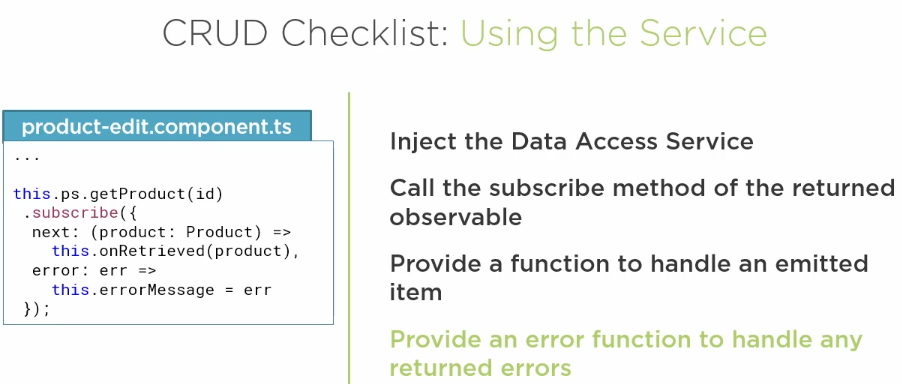 CRUD Checklist: Using the Service
product-edit.component.ts
...
this.ps.getProduct(id)
.subscribe({
next: (product: Product) =>
this.onRetrieved(product),
error: err =>
this.errorMessage = err
});
Inject the Data Access Service
Call the subscribe method of the returned
observable
Provide a function to handle an emitted
item
Provide an error function to handle any
returned errors